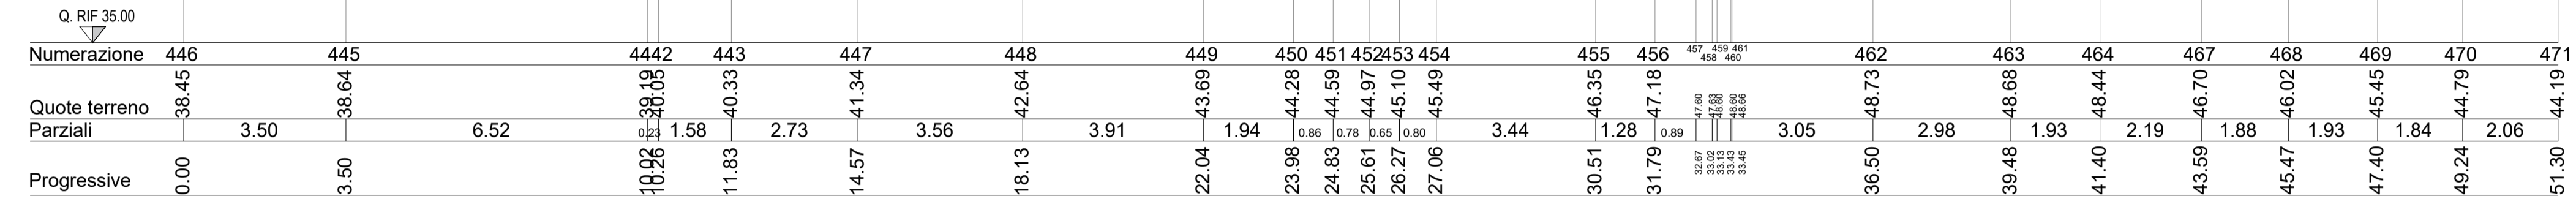 Q. RIF 35.00
Numerazione 446 445 444 442 443 447 448 449 450 451 452 453 454 455 456 457 458 459 460 461 462 463 464 467 468 469 470 471
Quote terreno 38.45 38.64 39.19 40.05 40.33 41.34 42.64 43.69 44.28 44.59 44.97 45.10 45.49 46.35 47.18 47.60 47.63 48.60 48.60 48.66 48.73 48.68 48.44 46.70 46.02 45.45 44.79 44.19
Parziali 3.50 6.52 0.23 1.58 2.73 3.56 3.91 1.94 0.86 0.78 0.65 0.80 3.44 1.28 0.89 3.05 2.98 1.93 2.19 1.88 1.93 1.84 2.06
Progressive 0.00 3.50 10.02 10.26 11.83 14.57 18.13 22.04 23.98 24.83 25.61 26.27 27.06 30.51 31.79 32.67 33.02 33.13 33.43 33.45 36.50 39.48 41.40 43.59 45.47 47.40 49.24 51.30